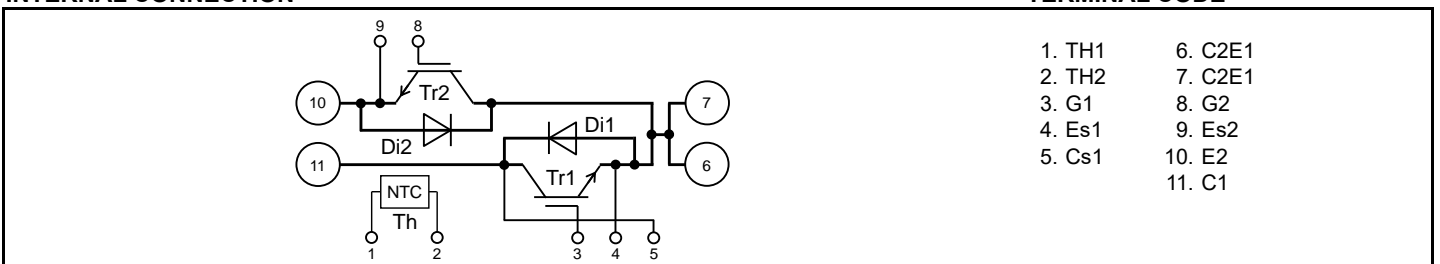 INTERNAL CONNECTION
TERMINAL CODE
9 8
10 Tr2 7
Di2 Di1
11 Tr1 6
NTC
Th
1 2 3 4 5
1. TH1 6. C2E1
2. TH2 7. C2E1
3. G1 8. G2
4. Es1 9. Es2
5. Cs1 10. E2
11. C1